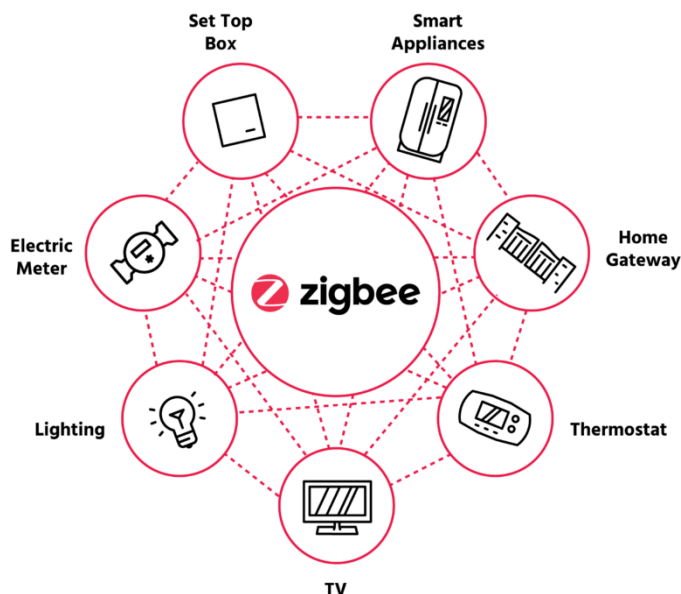 Set Top
Box
Smart
Appliances
Electric
Meter
zigbee
Home
Gateway
Lighting
Thermostat
TV